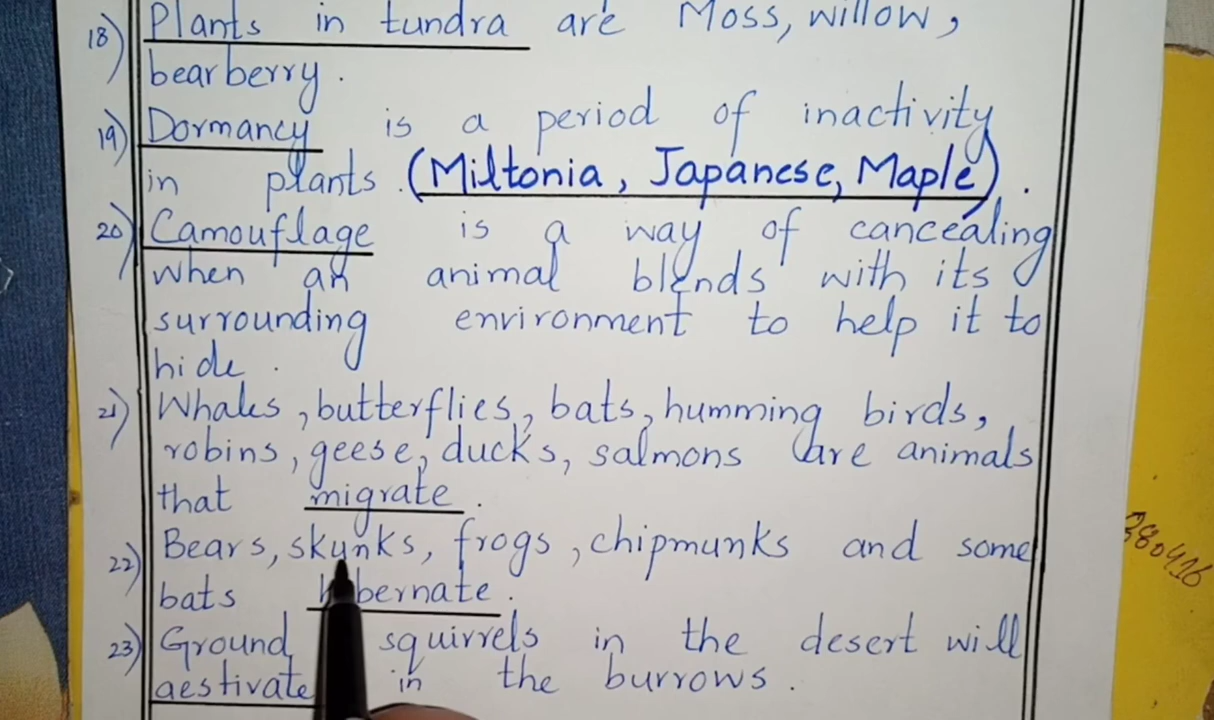 18) Plants in tundra are Moss, willow,
bearberry.
19) Dormancy is a period of inactivity
in plants. (Miltonia, Japanese, Maple).
20) Camouflage is a way of cancealing
when an animal blends with its
surrounding environment to help it to
hide.
21) Whales, butterflies, bats, humming birds,
robins, geese, ducks, salmons are animals
that migrate.
22) Bears, skunks, frogs, chipmunks and some
bats hibernate.
23) Ground squirrels in the desert will
aestivate in the burrows.
380416